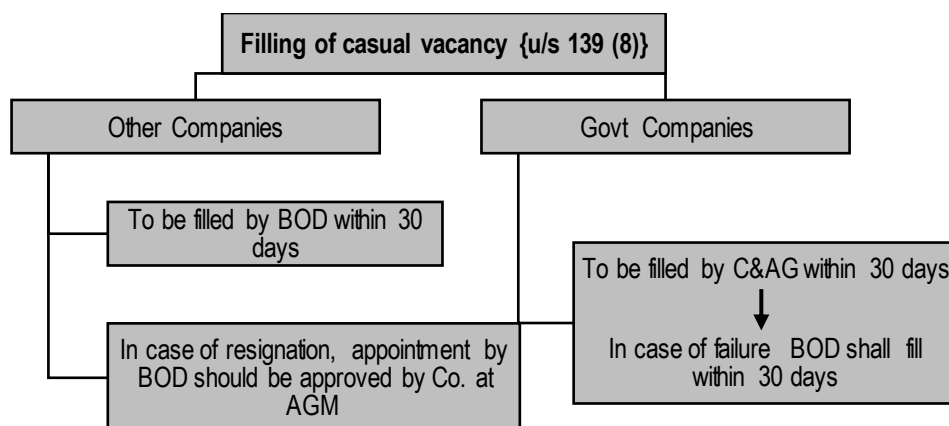 Filling of casual vacancy {u/s 139 (8)}
Other Companies
Govt Companies
To be filled by BOD within 30
days
In case of resignation, appointment by
BOD should be approved by Co. at
AGM
To be filled by C&AG within 30 days
In case of failure BOD shall fill
within 30 days